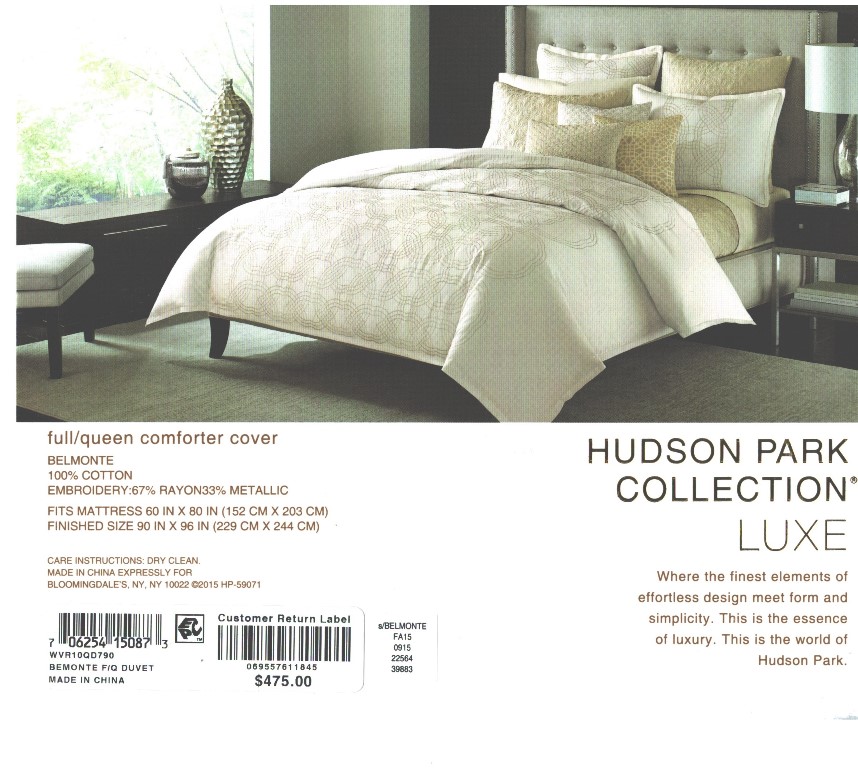 full/queen comforter cover
BELMONTE
100% COTTON
EMBROIDERY:67% RAYON33% METALLIC
FITS MATTRESS 60 IN X 80 IN (152 CM X 203 CM)
FINISHED SIZE 90 IN X 96 IN (229 CM X 244 CM)
CARE INSTRUCTIONS: DRY CLEAN.
MADE IN CHINA EXPRESSLY FOR
BLOOMINGDALE'S, NY, NY 10022 ©2015 HP-59071
HUDSON PARK
COLLECTION®
LUXE
Where the finest elements of
effortless design meet form and
simplicity. This is the essence
of luxury. This is the world of
Hudson Park.
7 06254 15087 3
WVR10QD790
BEMONTE F/Q DUVET
MADE IN CHINA
EPC™
Customer Return Label
069557611845
$475.00
s/BELMONTE
FA15
0915
22564
39883